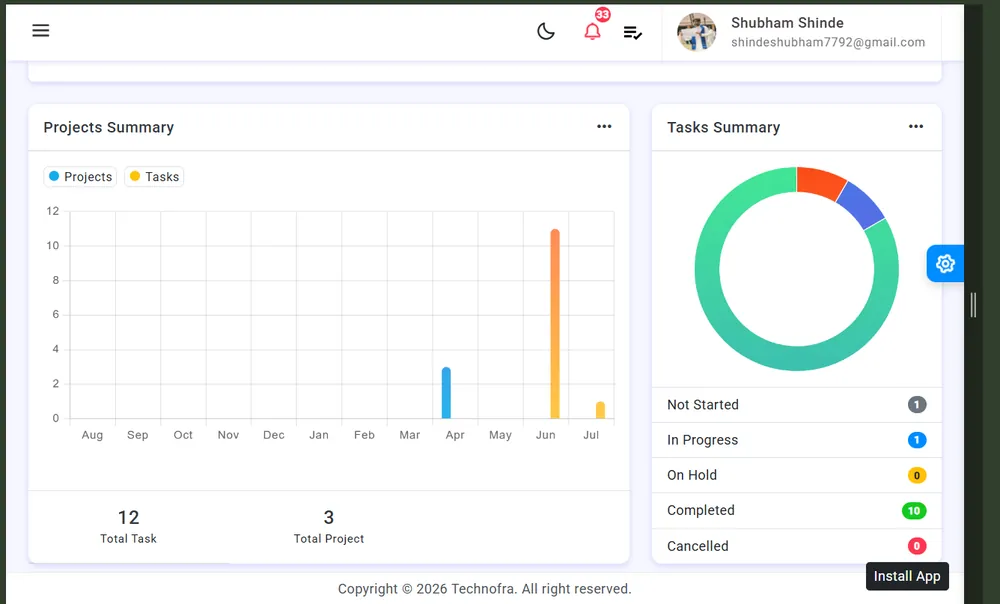 33
Shubham Shinde
shindeshubham7792@gmail.com
Projects Summary
Projects Tasks
12
10
8
6
4
2
0
Aug Sep Oct Nov Dec Jan Feb Mar Apr May Jun Jul
12
Total Task
3
Total Project
Tasks Summary
Not Started 1
In Progress 1
On Hold 0
Completed 10
Cancelled 0
Install App
Copyright © 2026 Technofra. All right reserved.